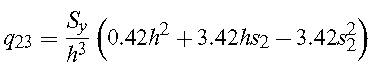 $q_{23} = \frac{S_y}{h^3} \left( 0.42h^2 + 3.42hs_2 - 3.42s_2^2 \right)$